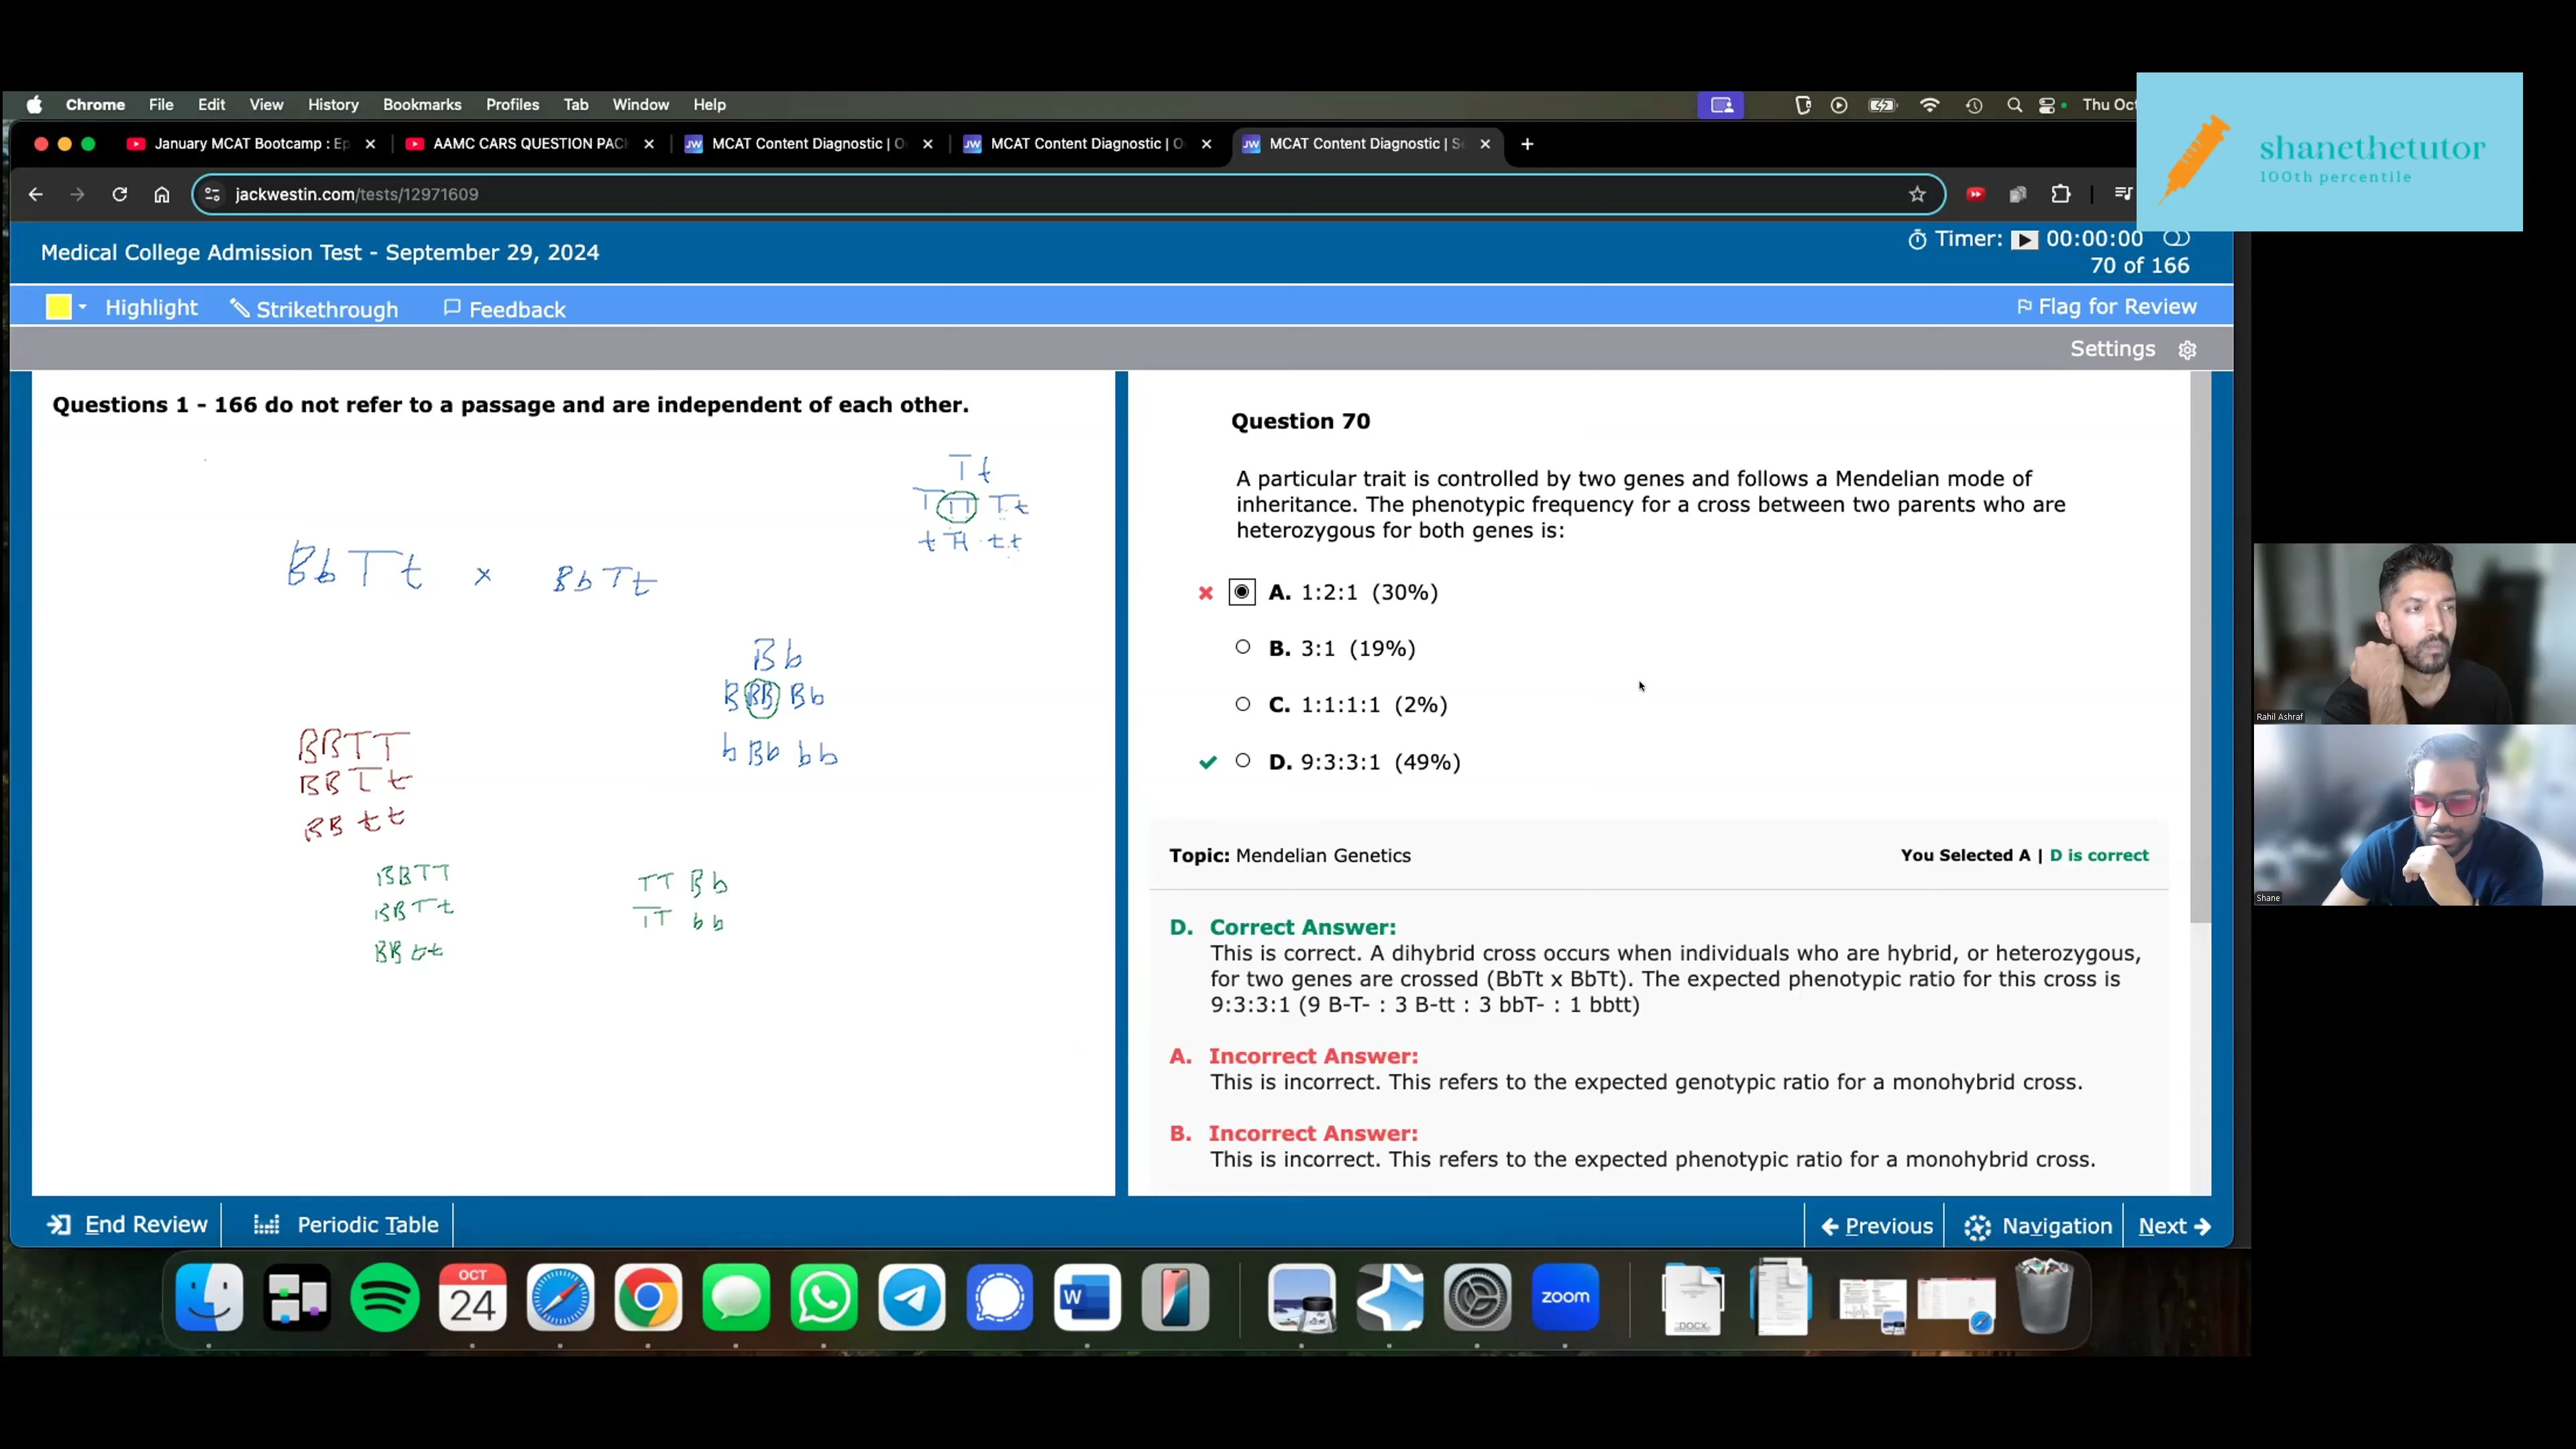 Chrome File Edit View History Bookmarks Profiles Tab Window Help
Thu Oct
shanethetutor
100th percentile
January MCAT Bootcamp : Ep
AAMC CARS QUESTION PAC
MCAT Content Diagnostic | O
MCAT Content Diagnostic | O
MCAT Content Diagnostic | Se
jackwestin.com/tests/12971609
Medical College Admission Test - September 29, 2024
Timer: 00:00:00
70 of 166
Highlight Strikethrough Feedback
Flag for Review
Settings
Questions 1 - 166 do not refer to a passage and are independent of each other.
T t
T TT Tt
t Tt tt
BbTt x BbTt
B b
B BB Bb
b Bb bb
BBTT
BBTt
BBtt
BBTT
BBTt
BBtt
TT Bb
TT bb
Question 70
A particular trait is controlled by two genes and follows a Mendelian mode of
inheritance. The phenotypic frequency for a cross between two parents who are
heterozygous for both genes is:
A. 1:2:1 (30%)
B. 3:1 (19%)
C. 1:1:1:1 (2%)
D. 9:3:3:1 (49%)
Topic: Mendelian Genetics
You Selected A | D is correct
D. Correct Answer:
This is correct. A dihybrid cross occurs when individuals who are hybrid, or heterozygous,
for two genes are crossed (BbTt x BbTt). The expected phenotypic ratio for this cross is
9:3:3:1 (9 B-T- : 3 B-tt : 3 bbT- : 1 bbtt)
A. Incorrect Answer:
This is incorrect. This refers to the expected genotypic ratio for a monohybrid cross.
B. Incorrect Answer:
This is incorrect. This refers to the expected phenotypic ratio for a monohybrid cross.
Rahil Ashraf
Shane
End Review Periodic Table
Previous Navigation Next
OCT
24
W
zoom
DOCX